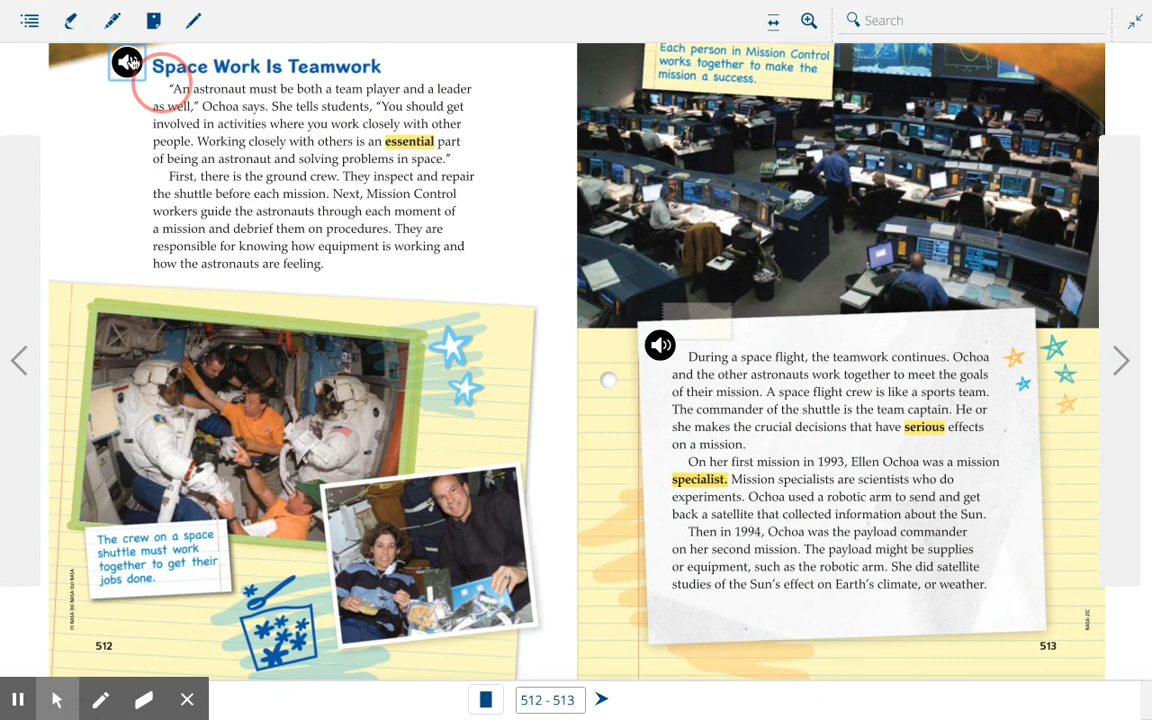 Search
Space Work Is Teamwork
“An astronaut must be both a team player and a leader
as well,” Ochoa says. She tells students, “You should get
involved in activities where you work closely with other
people. Working closely with others is an essential part
of being an astronaut and solving problems in space.”
First, there is the ground crew. They inspect and repair
the shuttle before each mission. Next, Mission Control
workers guide the astronauts through each moment of
a mission and debrief them on procedures. They are
responsible for knowing how equipment is working and
how the astronauts are feeling.
The crew on a space
shuttle must work
together to get their
jobs done.
512
Each person in Mission Control
works together to make the
mission a success.
During a space flight, the teamwork continues. Ochoa
and the other astronauts work together to meet the goals
of their mission. A space flight crew is like a sports team.
The commander of the shuttle is the team captain. He or
she makes the crucial decisions that have serious effects
on a mission.
On her first mission in 1993, Ellen Ochoa was a mission
specialist. Mission specialists are scientists who do
experiments. Ochoa used a robotic arm to send and get
back a satellite that collected information about the Sun.
Then in 1994, Ochoa was the payload commander
on her second mission. The payload might be supplies
or equipment, such as the robotic arm. She did satellite
studies of the Sun’s effect on Earth’s climate, or weather.
NASA-JSC
513
512 - 513